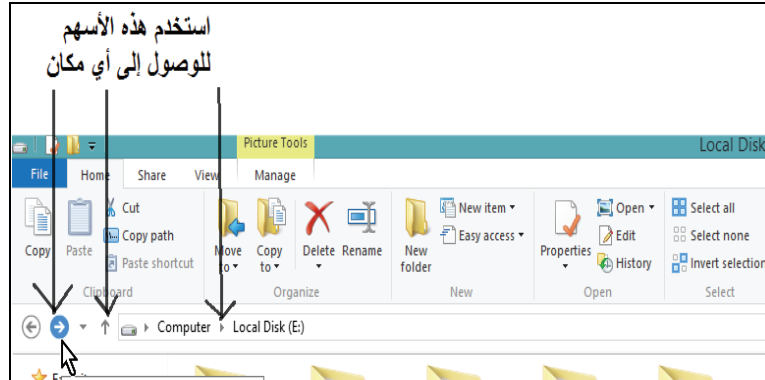 استخدم هذه الأسهم
للوصول إلى أي مكان
Picture Tools
Local Disk
File Home Share View Manage
Copy
Paste
Cut
Copy path
Paste shortcut
Clipboard
Move to
Copy to
Delete
Rename
Organize
New folder
New item
Easy access
New
Properties
Open
Edit
History
Open
Select all
Select none
Invert selection
Select
Computer Local Disk (E:)